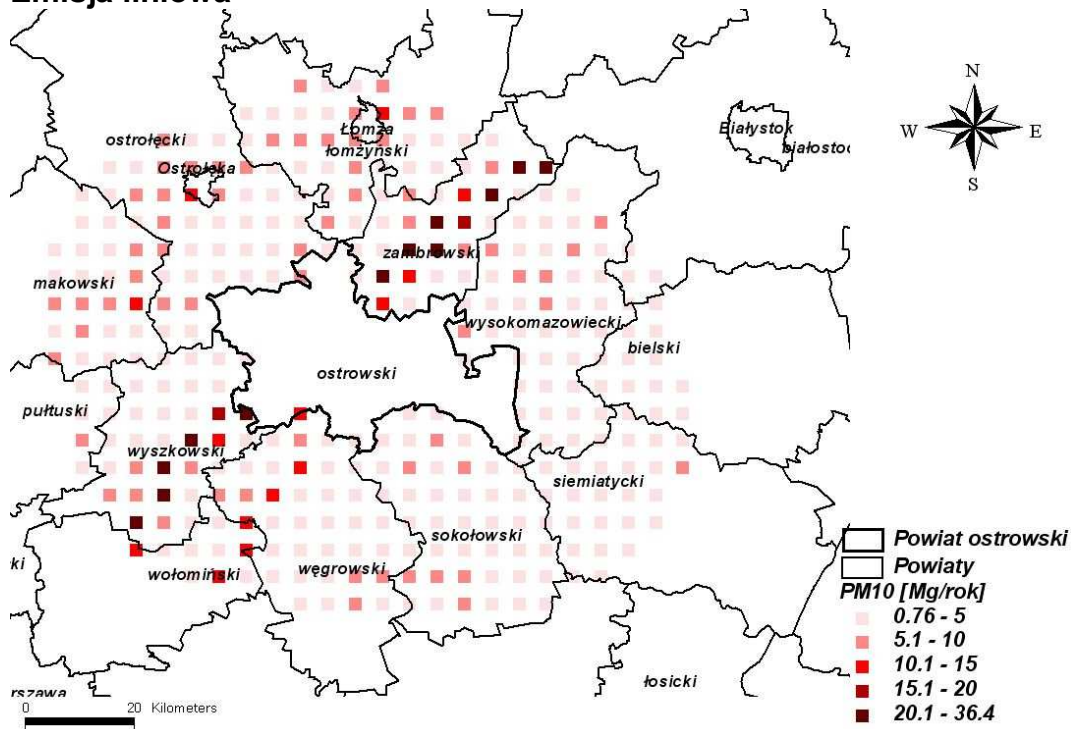 Emisja liniowa
N
W E
S
Białystok
białostoc
Łomża
łomżyński
ostrołęcki
Ostrołęka
zambrowski
makowski
wysokomazowiecki
bielski
ostrowski
pułtuski
wyszkowski
siemiatycki
sokołowski
ki
wołomiński
węgrowski
łosicki
rszawa
0 20 Kilometers
Powiat ostrowski
Powiaty
PM10 [Mg/rok]
0.76 - 5
5.1 - 10
10.1 - 15
15.1 - 20
20.1 - 36.4